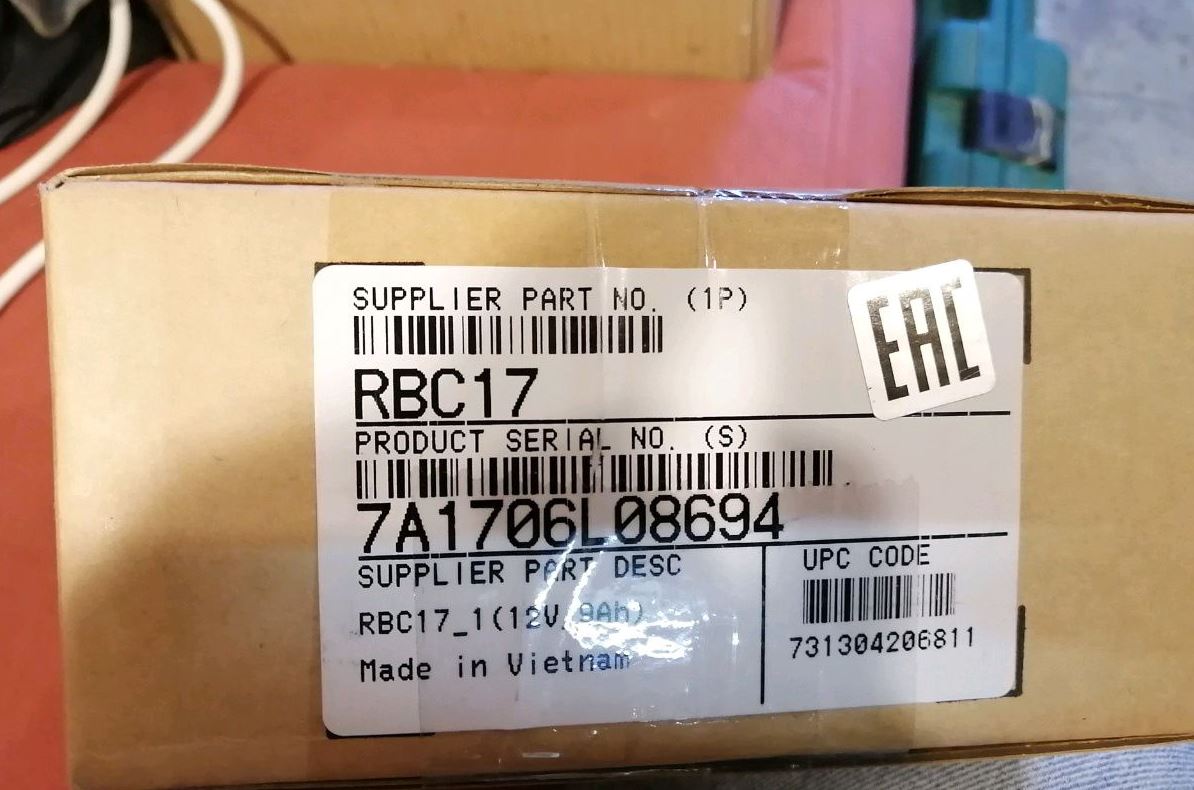 SUPPLIER PART NO. (1P)
EAC
RBC17
PRODUCT SERIAL NO. (S)
7A1706L08694
SUPPLIER PART DESC
RBC17_1(12V,9Ah)
Made in Vietnam
UPC CODE
731304206811